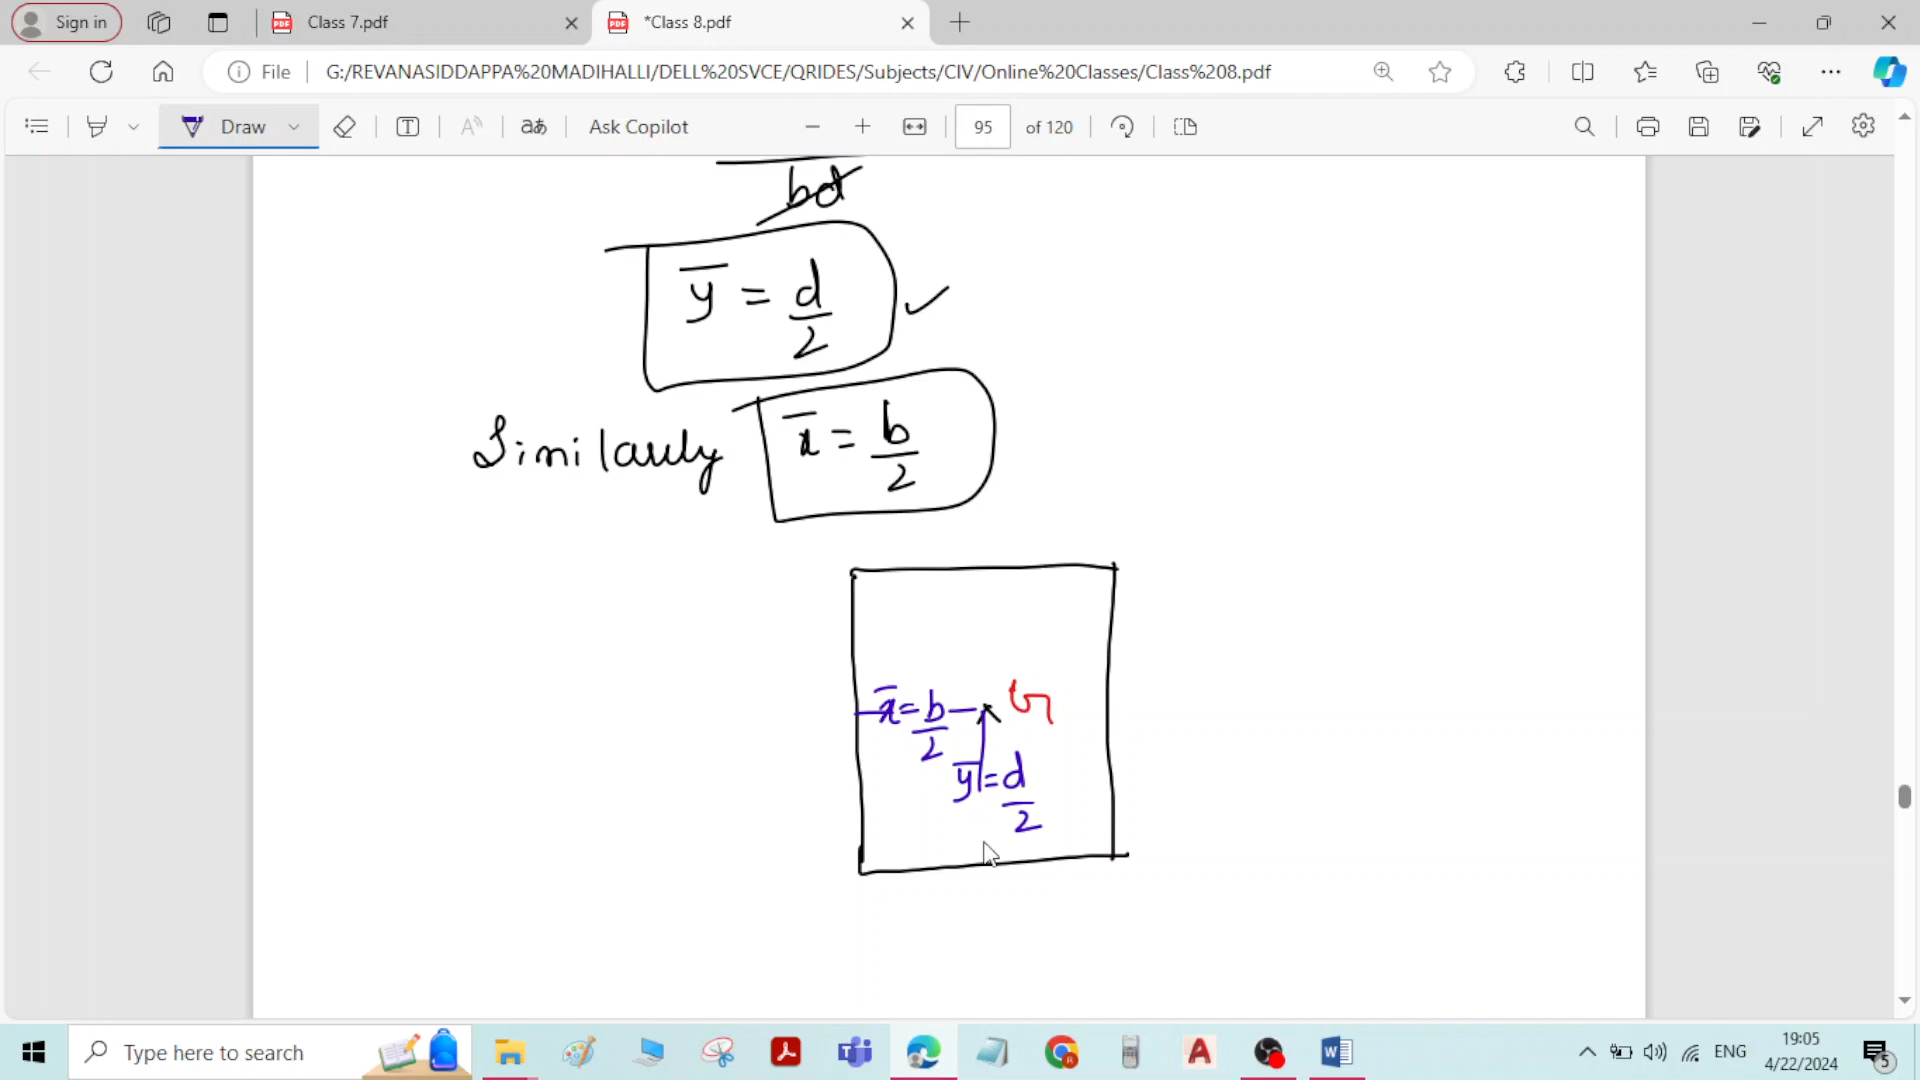 Sign in
Class 7.pdf
*Class 8.pdf
File
G:/REVANASIDDAPPA%20MADIHALLI/DELL%20SVCE/QRIDES/Subjects/CIV/Online%20Classes/Class%208.pdf
Draw
Ask Copilot
95 of 120
bd
y̅ = d/2 ✓
Similarly x̅ = b/2
x̅ = b/2
G
y̅ = d/2
Type here to search
ENG
19:05
4/22/2024
5